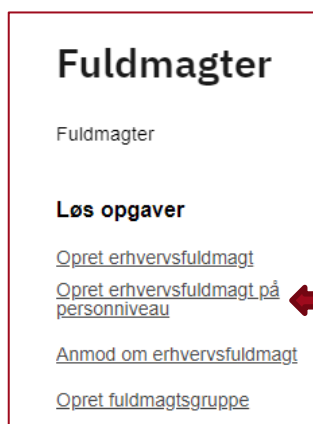 Fuldmagter
Fuldmagter
Løs opgaver
Opret erhvervsfuldmagt
Opret erhvervsfuldmagt på
personniveau
Anmod om erhvervsfuldmagt
Opret fuldmagtsgruppe